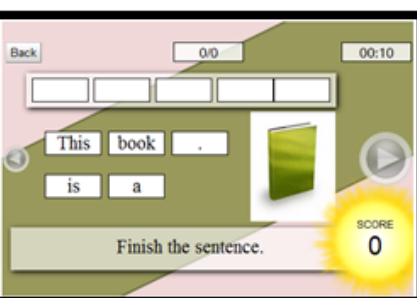 Back 0/0 00:10
This book .
is a
Finish the sentence.
SCORE
0